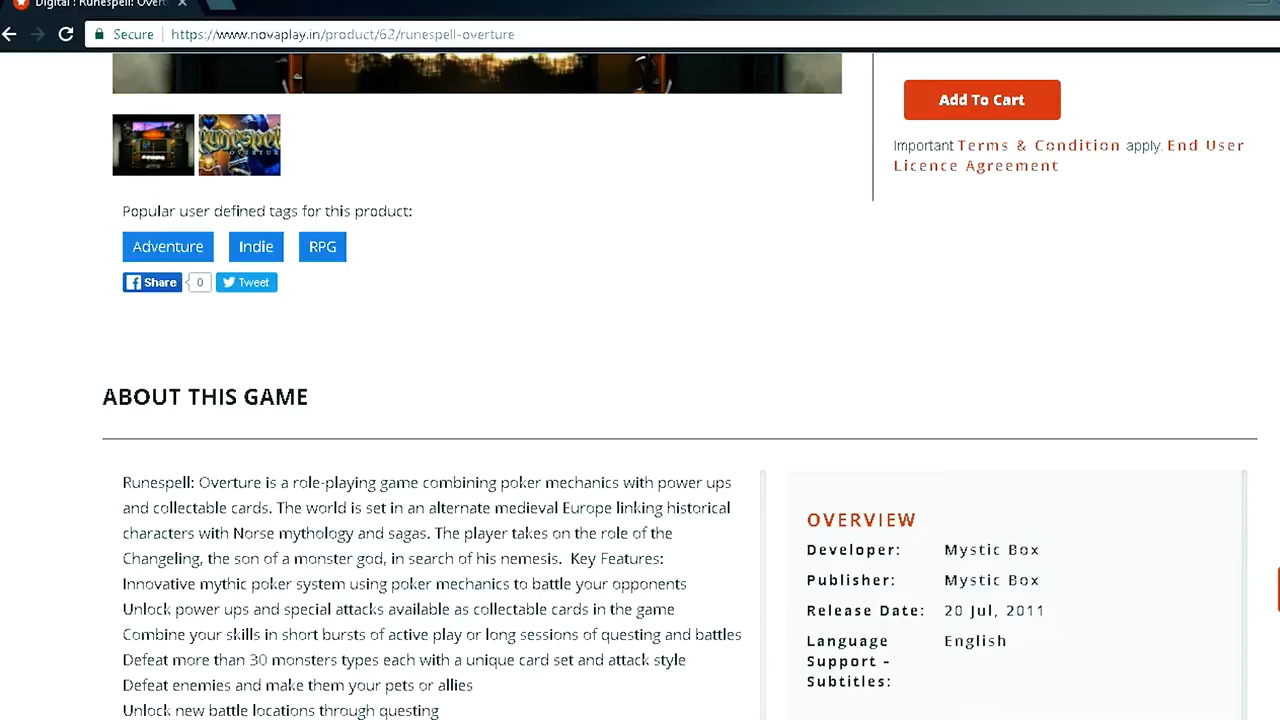 Digital : Runespell: Overt
Secure https://www.novaplay.in/product/62/runespell-overture
Add To Cart
Important Terms & Condition apply. End User
Licence Agreement
Runespell
OVERTURE
Popular user defined tags for this product:
Adventure Indie RPG
Share 0 Tweet
ABOUT THIS GAME
Runespell: Overture is a role-playing game combining poker mechanics with power ups
and collectable cards. The world is set in an alternate medieval Europe linking historical
characters with Norse mythology and sagas. The player takes on the role of the
Changeling, the son of a monster god, in search of his nemesis. Key Features:
Innovative mythic poker system using poker mechanics to battle your opponents
Unlock power ups and special attacks available as collectable cards in the game
Combine your skills in short bursts of active play or long sessions of questing and battles
Defeat more than 30 monsters types each with a unique card set and attack style
Defeat enemies and make them your pets or allies
Unlock new battle locations through questing
OVERVIEW
Developer: Mystic Box
Publisher: Mystic Box
Release Date: 20 Jul, 2011
Language English
Support -
Subtitles: